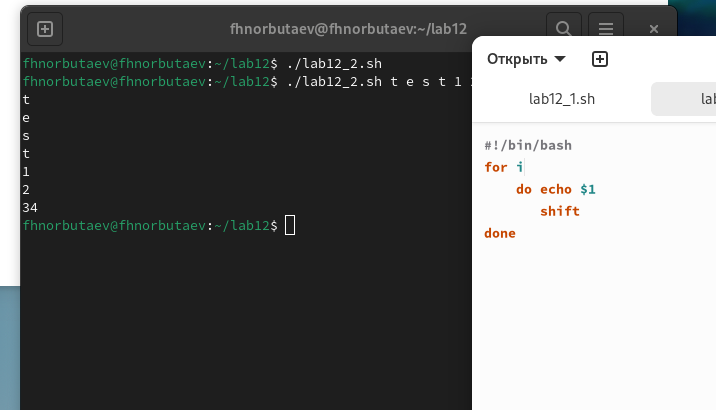 fhnorbutaev@fhnorbutaev:~/lab12
fhnorbutaev@fhnorbutaev:~/lab12$ ./lab12_2.sh
fhnorbutaev@fhnorbutaev:~/lab12$ ./lab12_2.sh t e s t 1
t
e
s
t
1
2
34
fhnorbutaev@fhnorbutaev:~/lab12$
Открыть
lab12_1.sh
#!/bin/bash
for i
do echo $1
shift
done